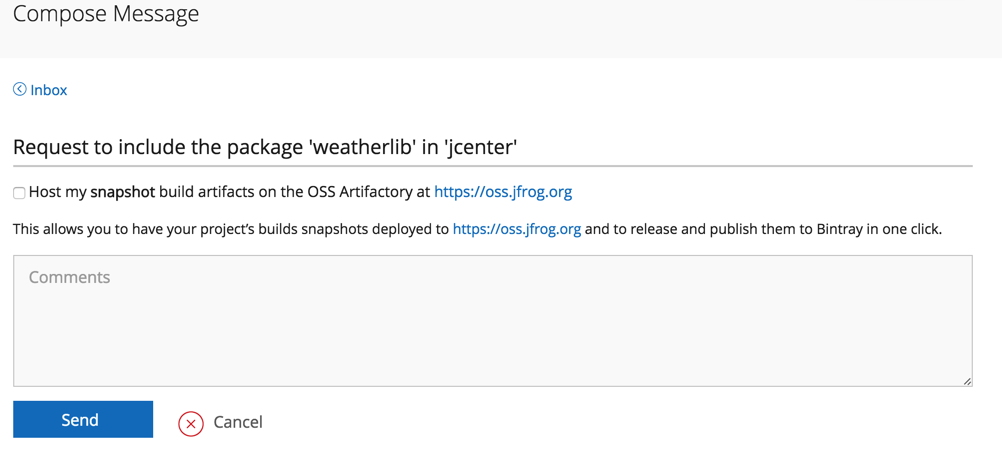 Compose Message
Inbox
Request to include the package 'weatherlib' in 'jcenter'
Host my snapshot build artifacts on the OSS Artifactory at https://oss.jfrog.org
This allows you to have your project’s builds snapshots deployed to https://oss.jfrog.org and to release and publish them to Bintray in one click.
Comments
Send
Cancel